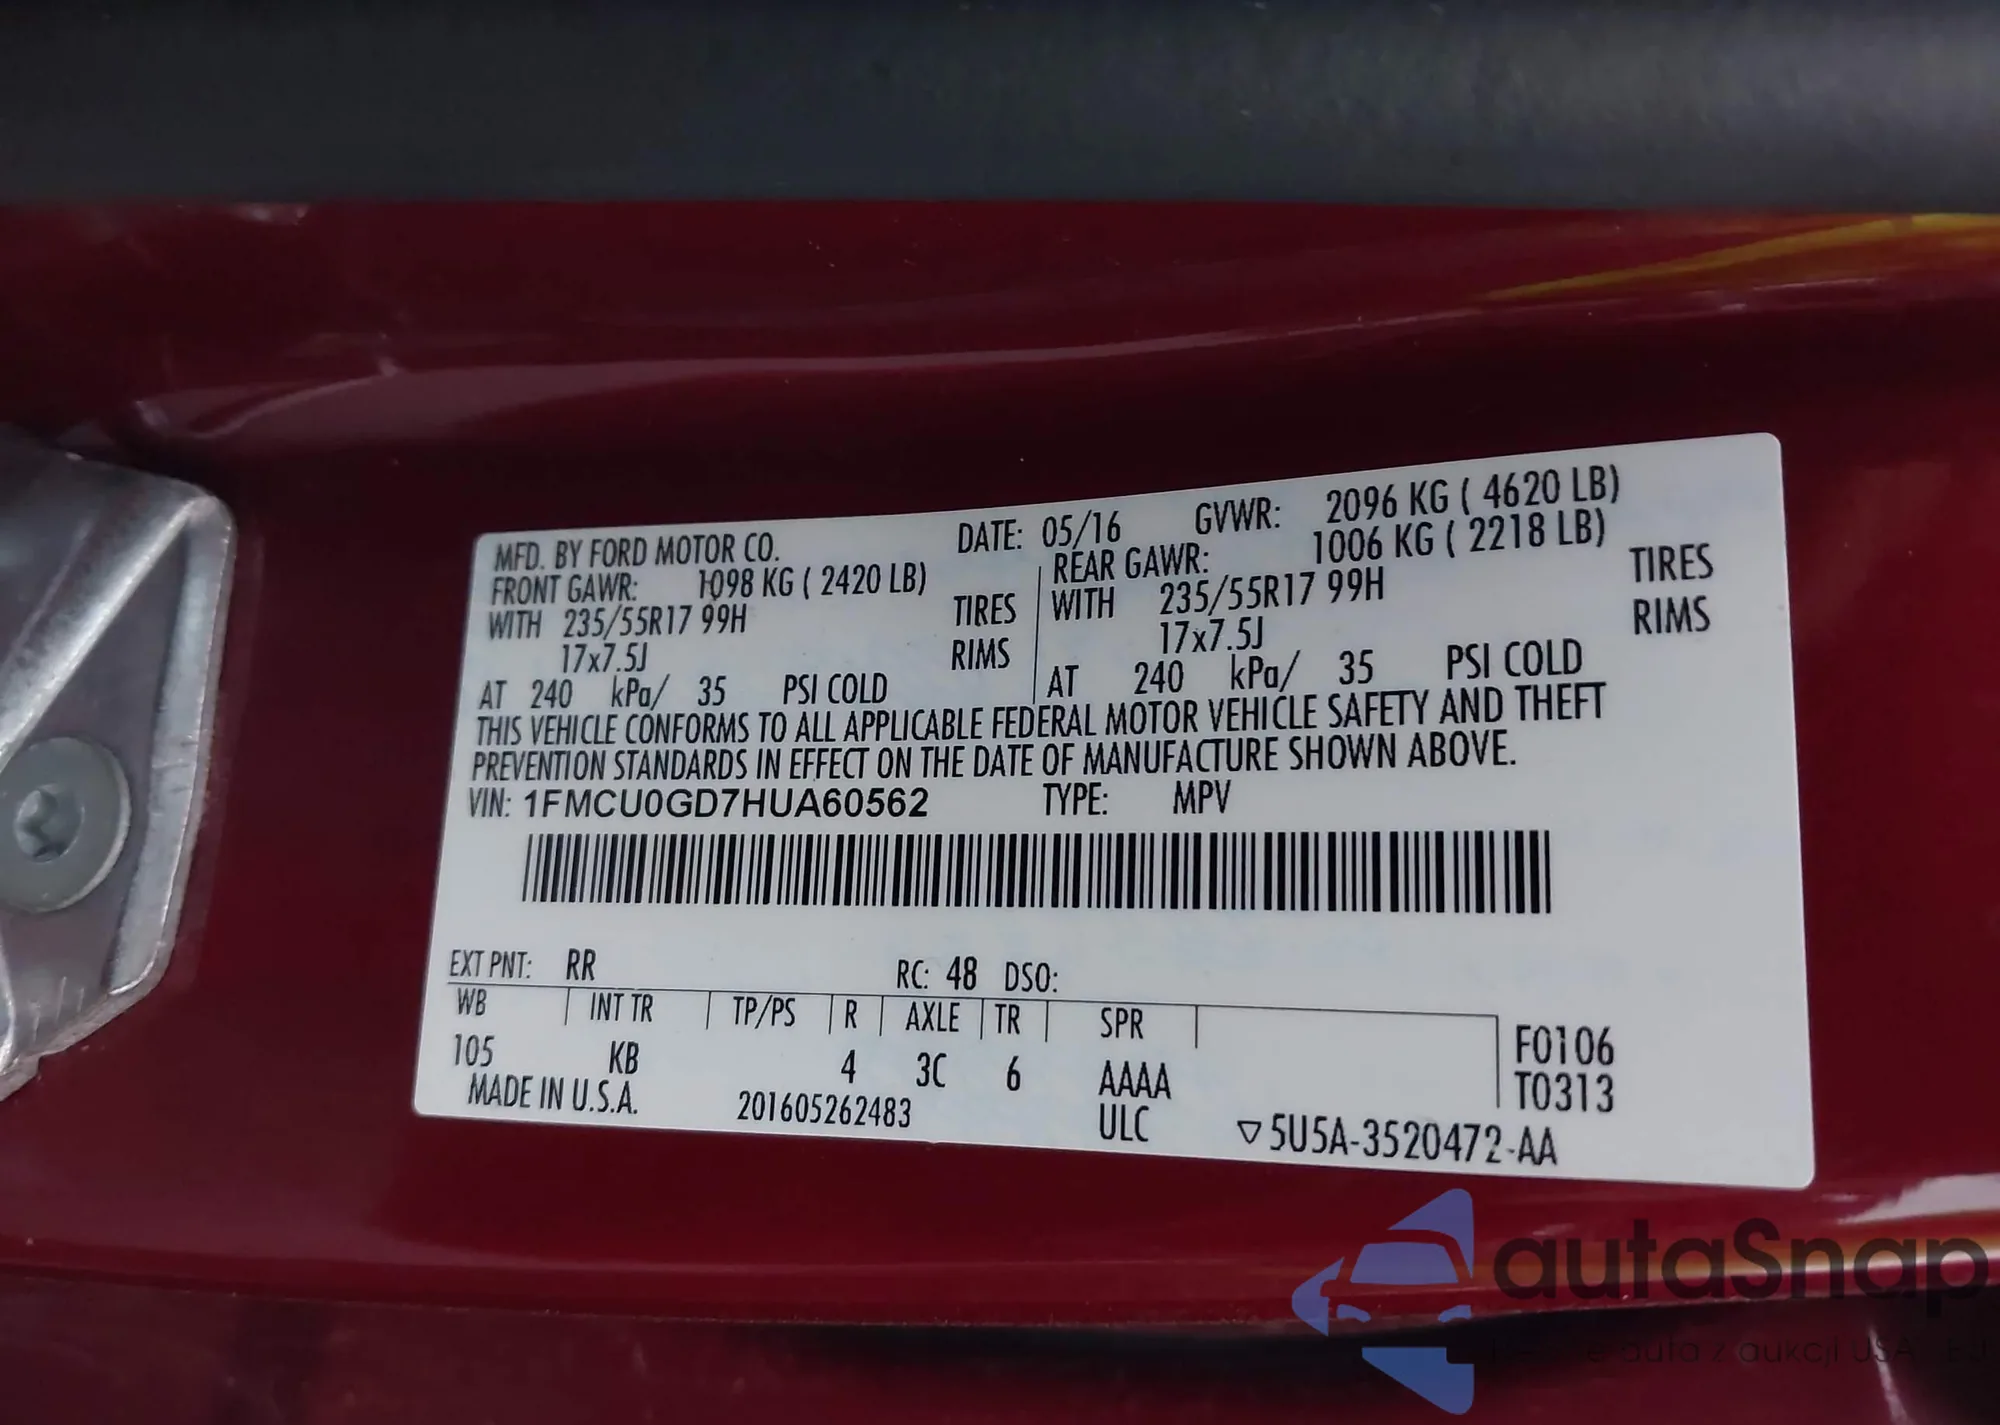 MFD. BY FORD MOTOR CO. DATE: 05/16 GVWR: 2096 KG ( 4620 LB)
FRONT GAWR: 1098 KG ( 2420 LB) REAR GAWR: 1006 KG ( 2218 LB)
WITH 235/55R17 99H TIRES WITH 235/55R17 99H TIRES
17x7.5J RIMS 17x7.5J RIMS
AT 240 kPa/ 35 PSI COLD AT 240 kPa/ 35 PSI COLD
THIS VEHICLE CONFORMS TO ALL APPLICABLE FEDERAL MOTOR VEHICLE SAFETY AND THEFT
PREVENTION STANDARDS IN EFFECT ON THE DATE OF MANUFACTURE SHOWN ABOVE.
VIN: 1FMCU0GD7HUA60562 TYPE: MPV
EXT PNT: RR RC: 48 DSO:
WB INT TR TP/PS R AXLE TR SPR
105 KB 4 3C 6 AAAA
F0106
T0313
MADE IN U.S.A. 201605262483 ULC ▽5U5A-3520472-AA
autaSnap
auta z aukcji USA